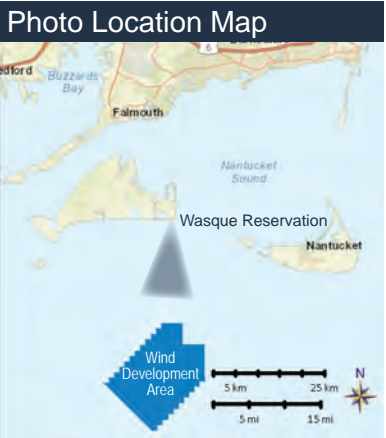 Photo Location Map
6
edford
Buzzards
Bay
Falmouth
Nantucket
Sound
Wasque Reservation
Nantucket
Wind
Development
Area
N
5 km 25 km
5 mi 15 mi